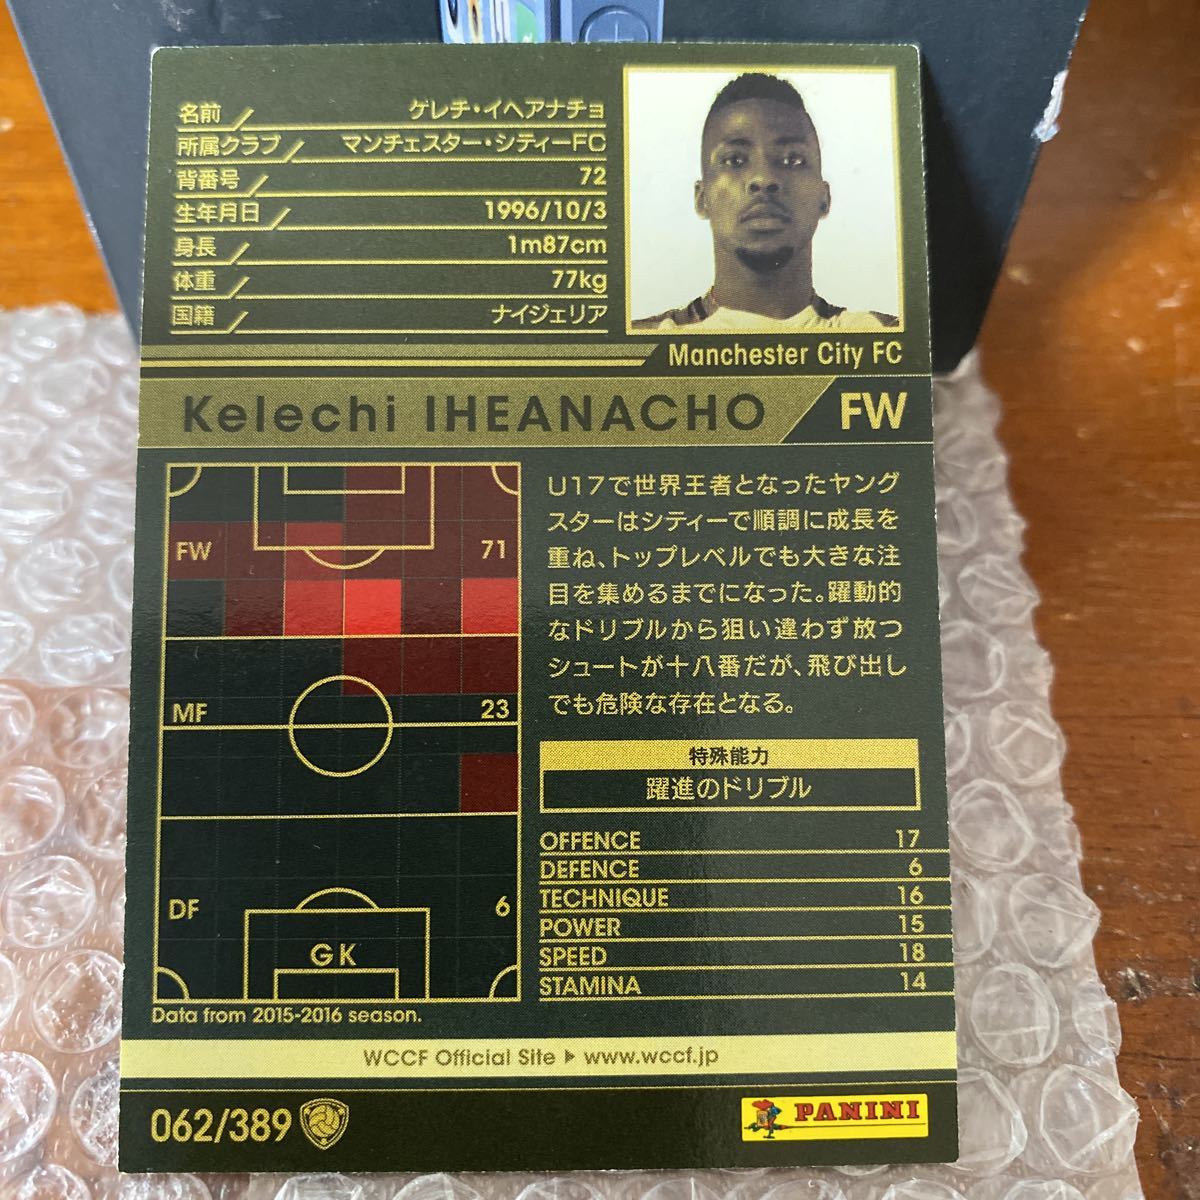 名前 ゲレチ・イヘアナチョ
所属クラブ マンチェスター・シティーFC
背番号 72
生年月日 1996/10/3
身長 1m87cm
体重 77kg
国籍 ナイジェリア
Manchester City FC
Kelechi IHEANACHO FW
FW 71
MF 23
DF 6
GK
Data from 2015-2016 season.
U17で世界王者となったヤング
スターはシティーで順調に成長を
重ね、トップレベルでも大きな注
目を集めるまでになった。躍動的
なドリブルから狙い違わず放つ
シュートが十八番だが、飛び出し
でも危険な存在となる。
特殊能力
躍進のドリブル
OFFENCE 17
DEFENCE 6
TECHNIQUE 16
POWER 15
SPEED 18
STAMINA 14
WCCF Official Site ▶ www.wccf.jp
062/389
PANINI